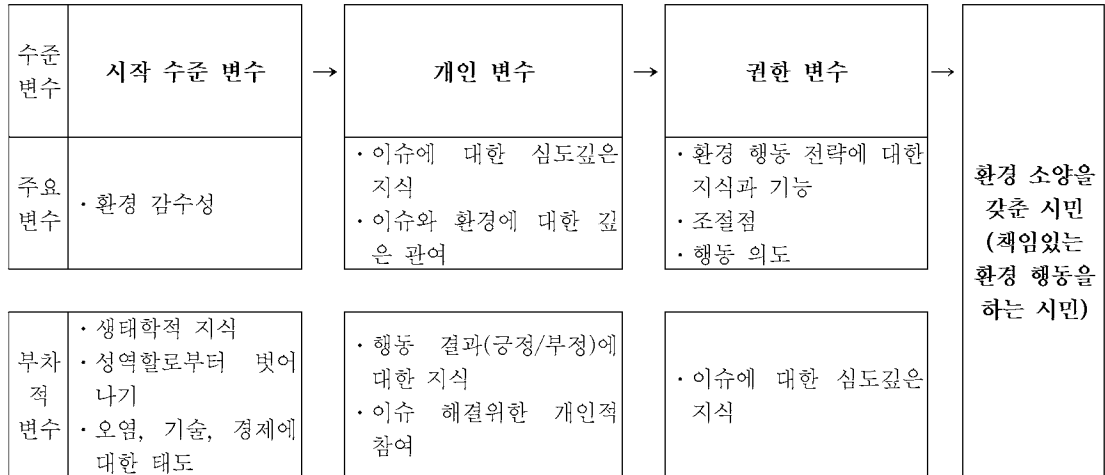 수준
변수
시작 수준 변수
→
개인 변수
→
권한 변수
→
주요
변수
· 환경 감수성
· 이슈에 대한 심도깊은
지식
· 이슈와 환경에 대한 깊
은 관여
· 환경 행동 전략에 대한
지식과 기능
· 조절점
· 행동 의도
환경 소양을
갖춘 시민
(책임있는
환경 행동을
하는 시민)
부차
적
변수
· 생태학적 지식
· 성역할로부터 벗어
나기
· 오염, 기술, 경제에
대한 태도
· 행동 결과(긍정/부정)에
대한 지식
· 이슈 해결위한 개인적
참여
· 이슈에 대한 심도깊은
지식